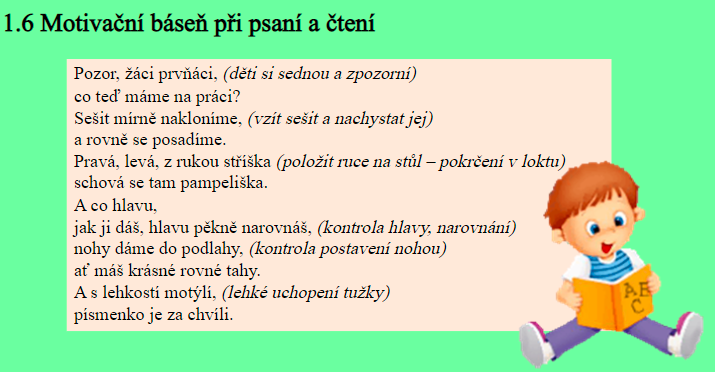 1.6 Motivační báseň při psaní a čtení
Pozor, žáci prvňáci, (děti si sednou a zpozorní)
co teď máme na práci?
Sešit mírně nakloníme, (vzít sešit a nachystat jej)
a rovně se posadíme.
Pravá, levá, z rukou stříška (položit ruce na stůl – pokrčení v loktu)
schová se tam pampeliška.
A co hlavu,
jak ji dáš, hlavu pěkně narovnáš, (kontrola hlavy, narovnání)
nohy dáme do podlahy, (kontrola postavení nohou)
ať máš krásné rovné tahy.
A s lehkostí motýlí, (lehké uchopení tužky)
písmenko je za chvíli.
A B
C